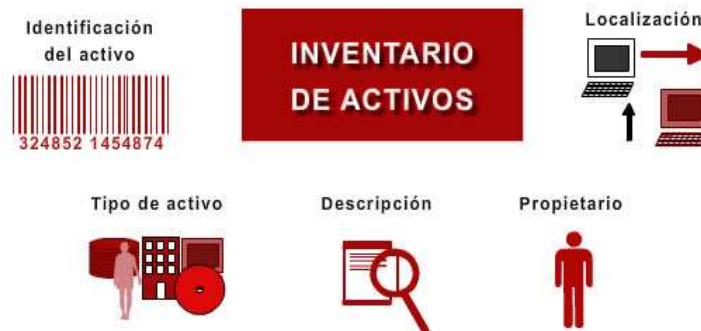 Identificación
del activo
324852 1454874
INVENTARIO
DE ACTIVOS
Localización
Tipo de activo
Descripción
Propietario